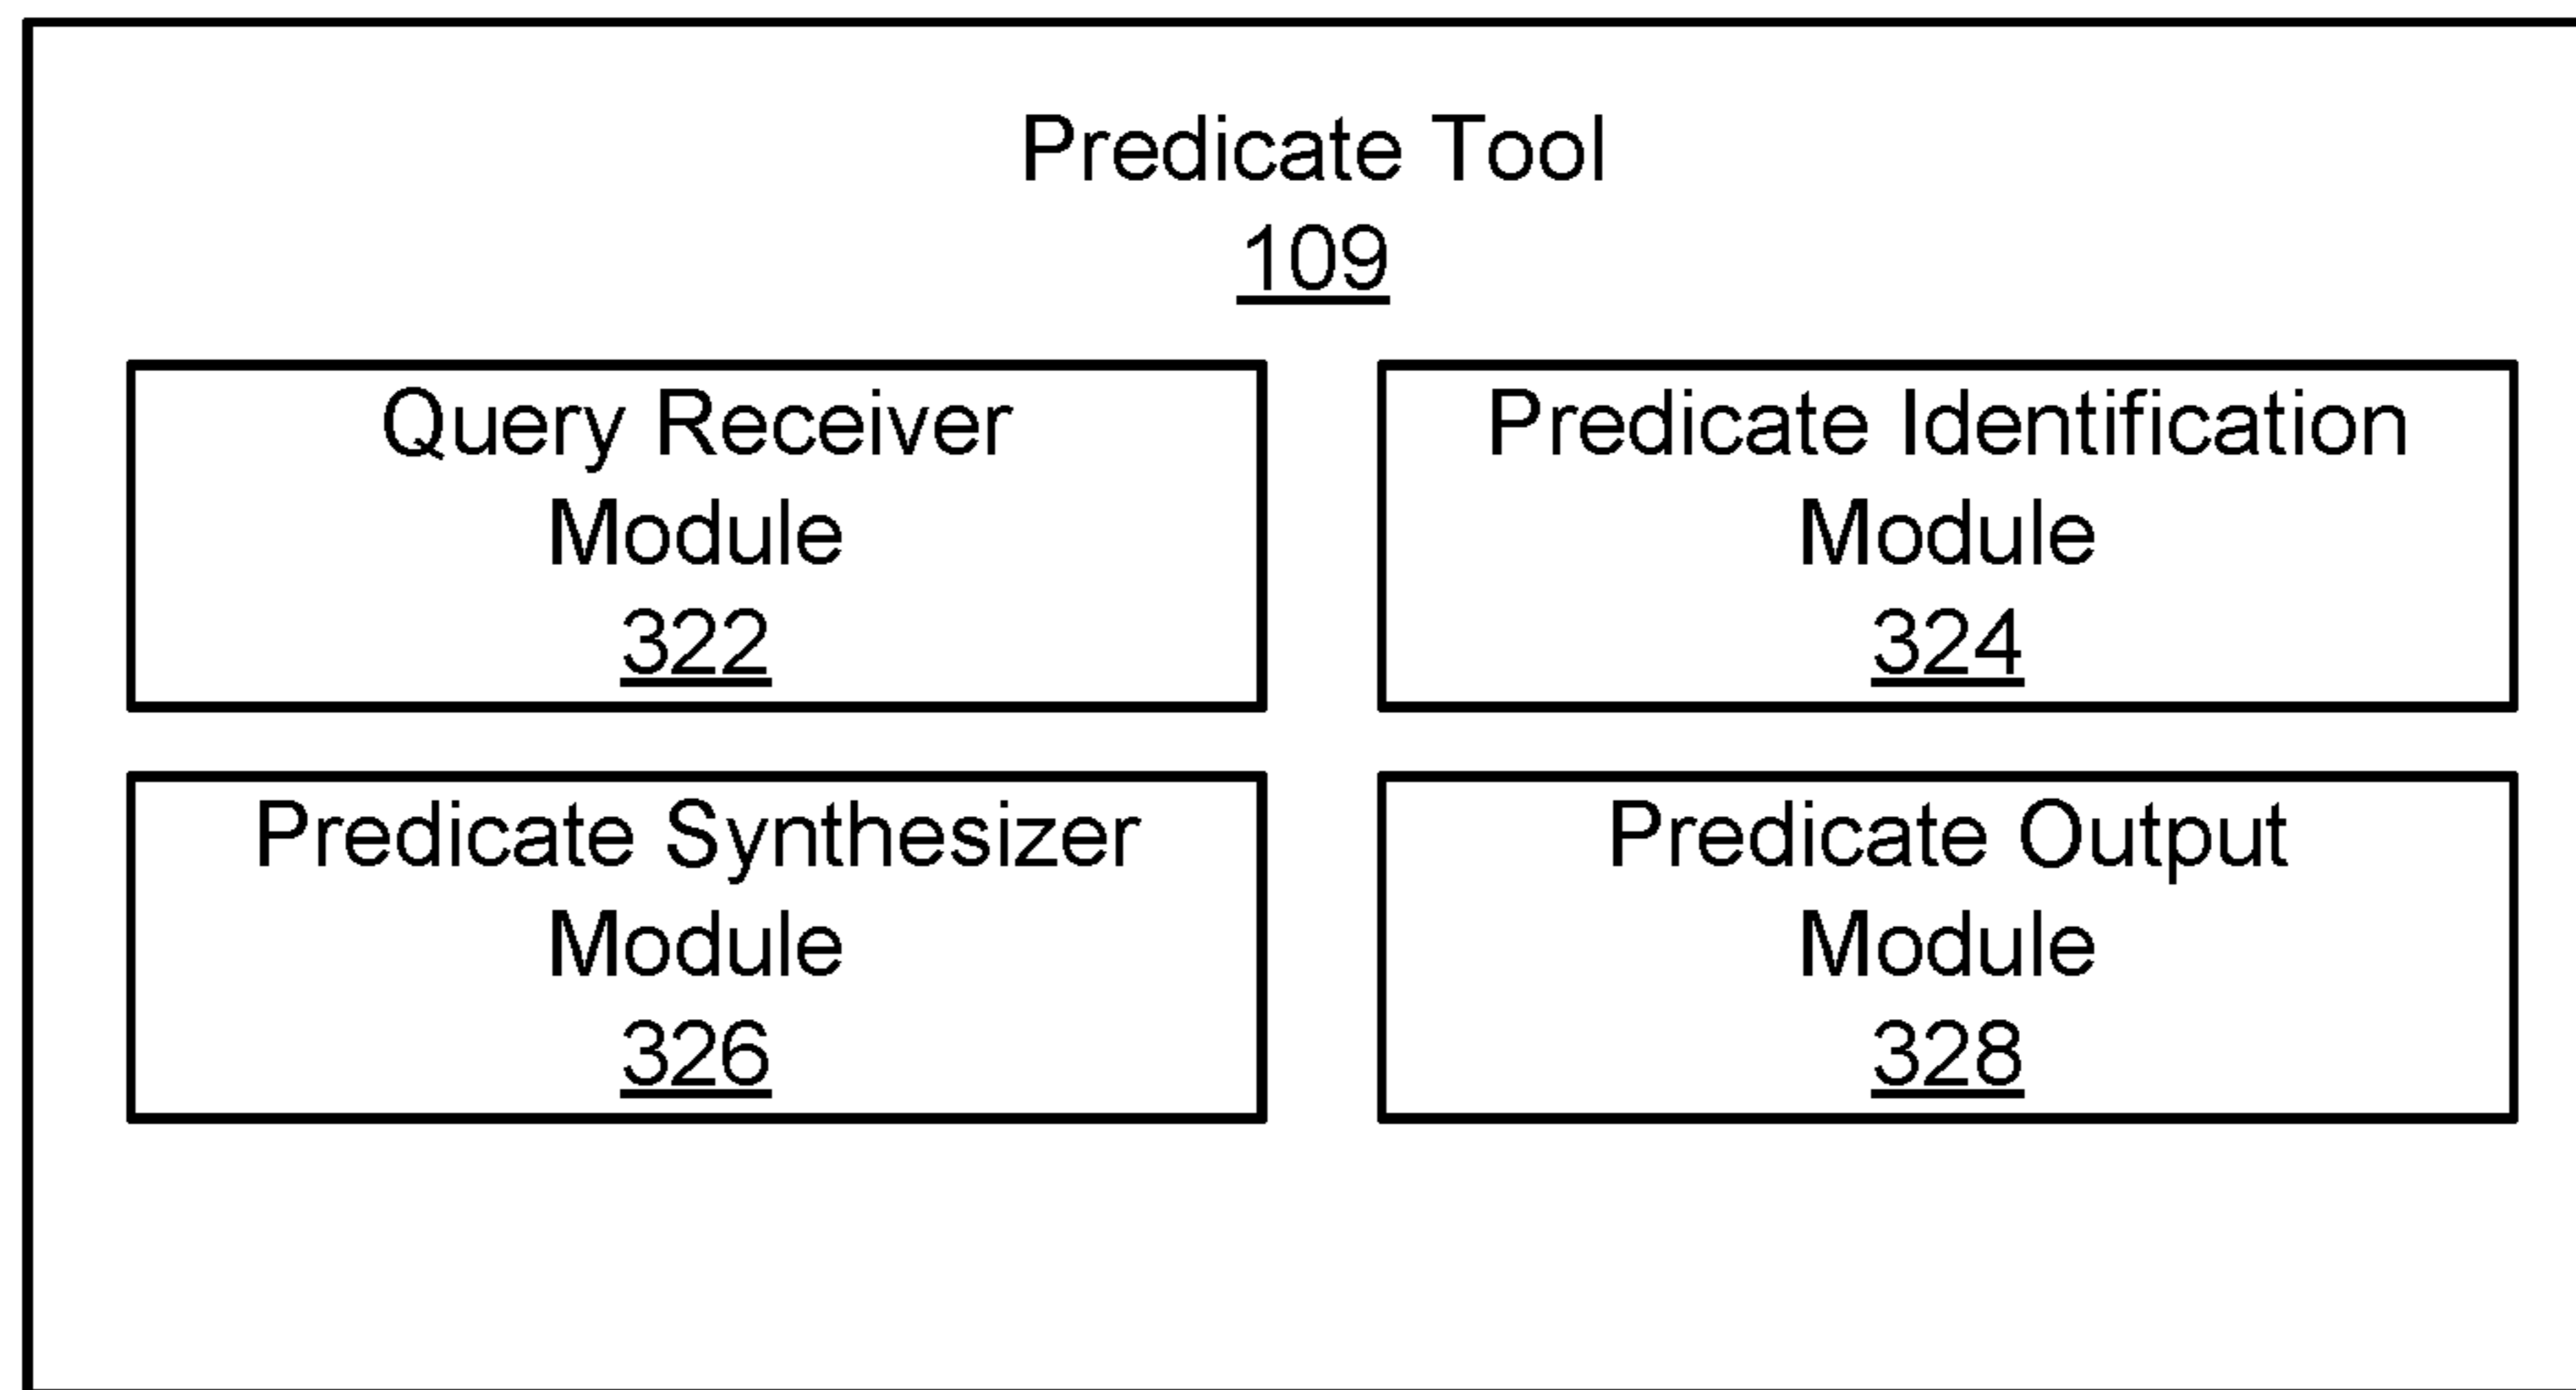 Predicate Tool
109
Query Receiver
Module
322
Predicate Identification
Module
324
Predicate Synthesizer
Module
326
Predicate Output
Module
328